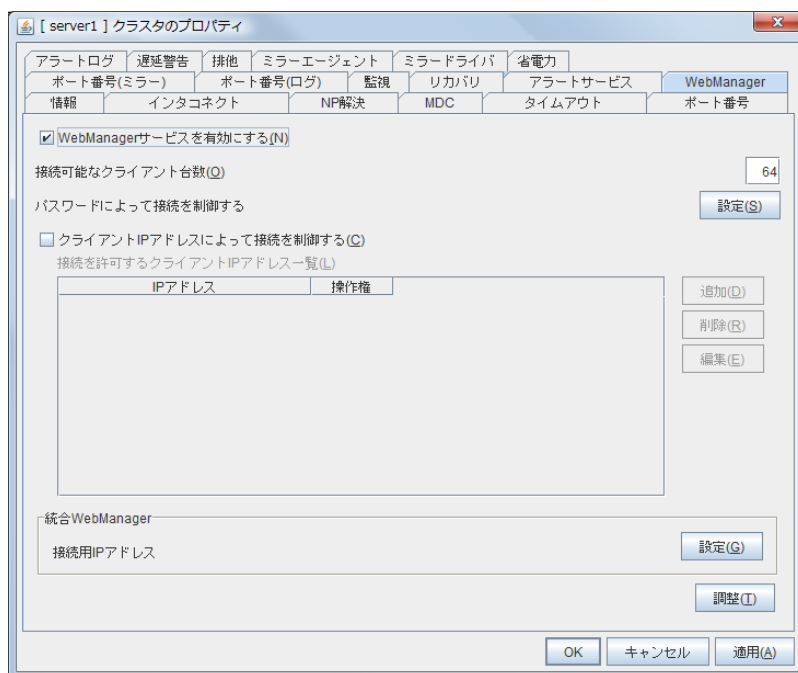 [ server1 ] クラスタのプロパティ
アラートログ 遅延警告 排他 ミラーエージェント ミラードライバ 省電力
ポート番号(ミラー) ポート番号(ログ) 監視 リカバリ アラートサービス WebManager
情報 インタコネクト NP解決 MDC タイムアウト ポート番号
WebManagerサービスを有効にする(N)
接続可能なクライアント台数(O) 64
パスワードによって接続を制御する 設定(S)
クライアントIPアドレスによって接続を制御する(C)
接続を許可するクライアントIPアドレス一覧(L)
IPアドレス 操作権
追加(D)
削除(R)
編集(E)
統合WebManager
接続用IPアドレス 設定(G)
調整(T)
OK キャンセル 適用(A)